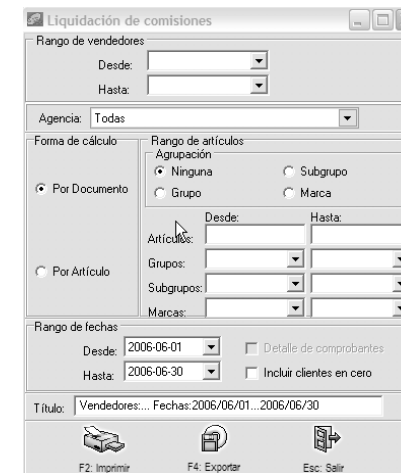 Liquidación de comisiones
Rango de vendedores
Desde:
Hasta:
Agencia: Todas
Forma de cálculo
Por Documento
Por Artículo
Rango de artículos
Agrupación
Ninguna Subgrupo
Grupo Marca
Desde: Hasta:
Artículos:
Grupos:
Subgrupos:
Marcas:
Rango de fechas
Desde: 2006-06-01 Detalle de comprobantes
Hasta: 2006-06-30 Incluir clientes en cero
Título: Vendedores:... Fechas:2006/06/01...2006/06/30
F2: Imprimir F4: Exportar Esc: Salir